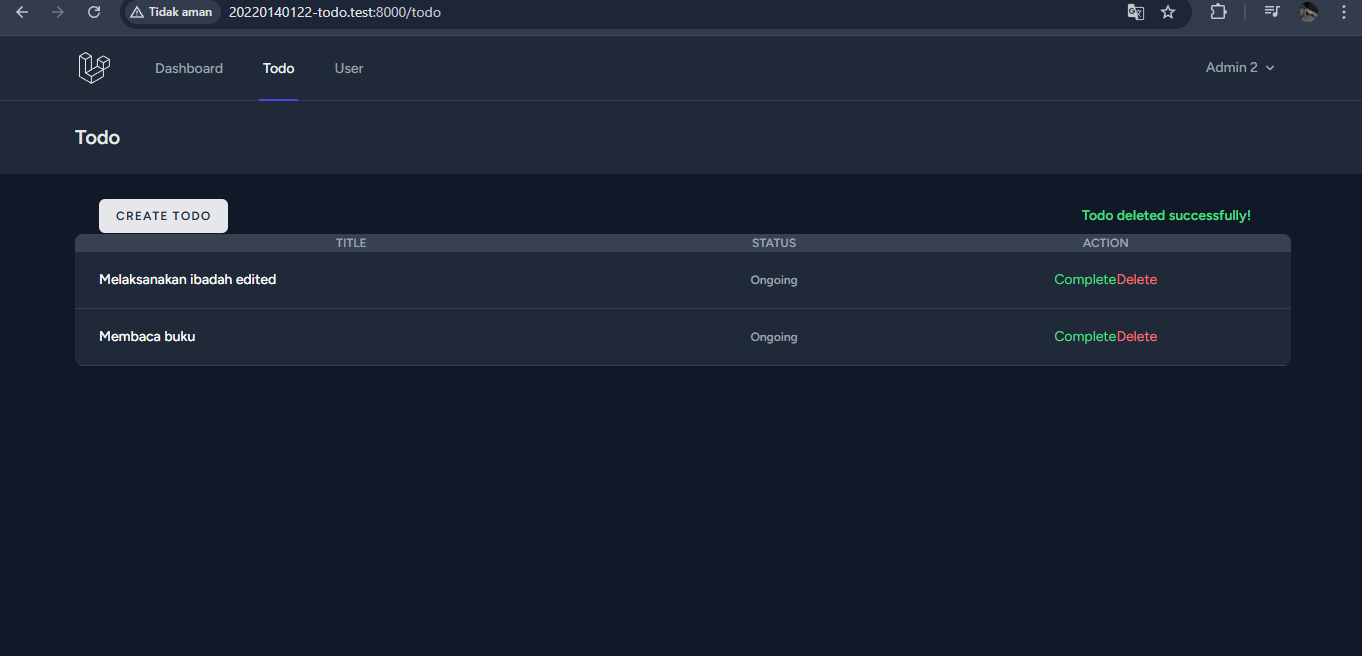 Tidak aman 20220140122-todo.test:8000/todo
Dashboard Todo User Admin 2
Todo
CREATE TODO Todo deleted successfully!
TITLE STATUS ACTION
Melaksanakan ibadah edited Ongoing CompleteDelete
Membaca buku Ongoing CompleteDelete